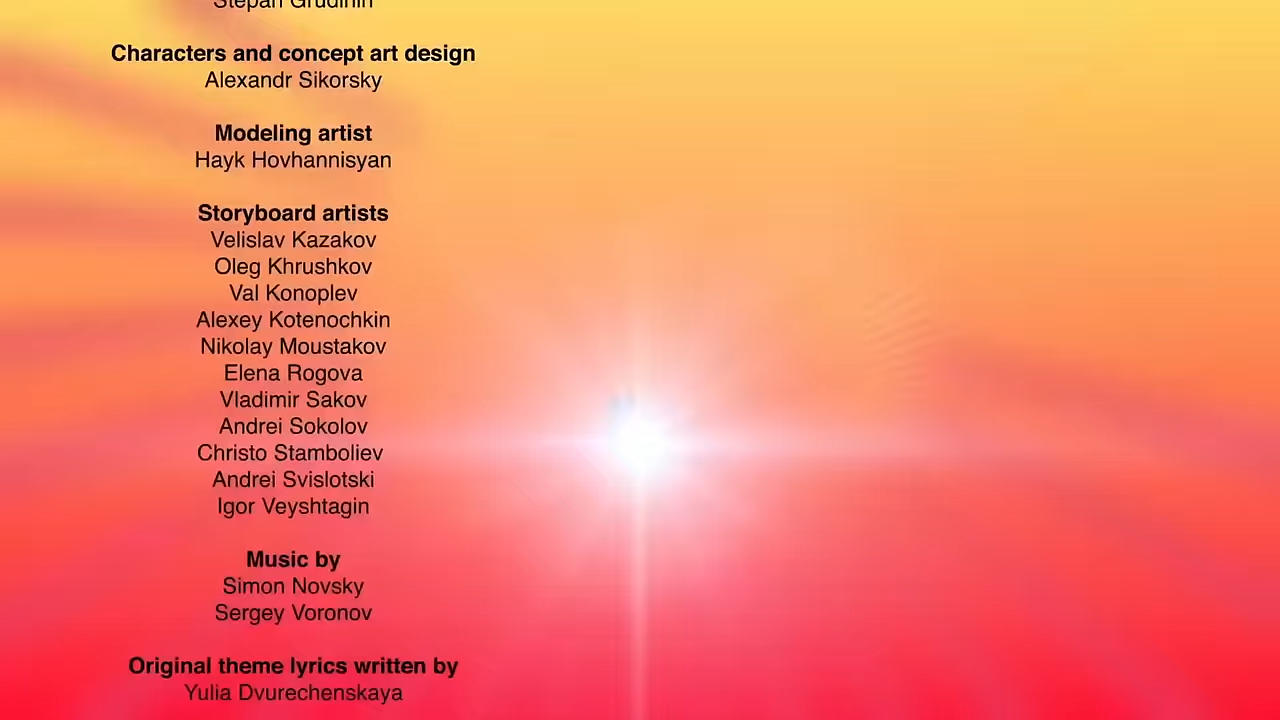 Stepan Grudinin
Characters and concept art design
Alexandr Sikorsky
Modeling artist
Hayk Hovhannisyan
Storyboard artists
Velislav Kazakov
Oleg Khrushkov
Val Konoplev
Alexey Kotenochkin
Nikolay Moustakov
Elena Rogova
Vladimir Sakov
Andrei Sokolov
Christo Stamboliev
Andrei Svislotski
Igor Veyshtagin
Music by
Simon Novsky
Sergey Voronov
Original theme lyrics written by
Yulia Dvurechenskaya